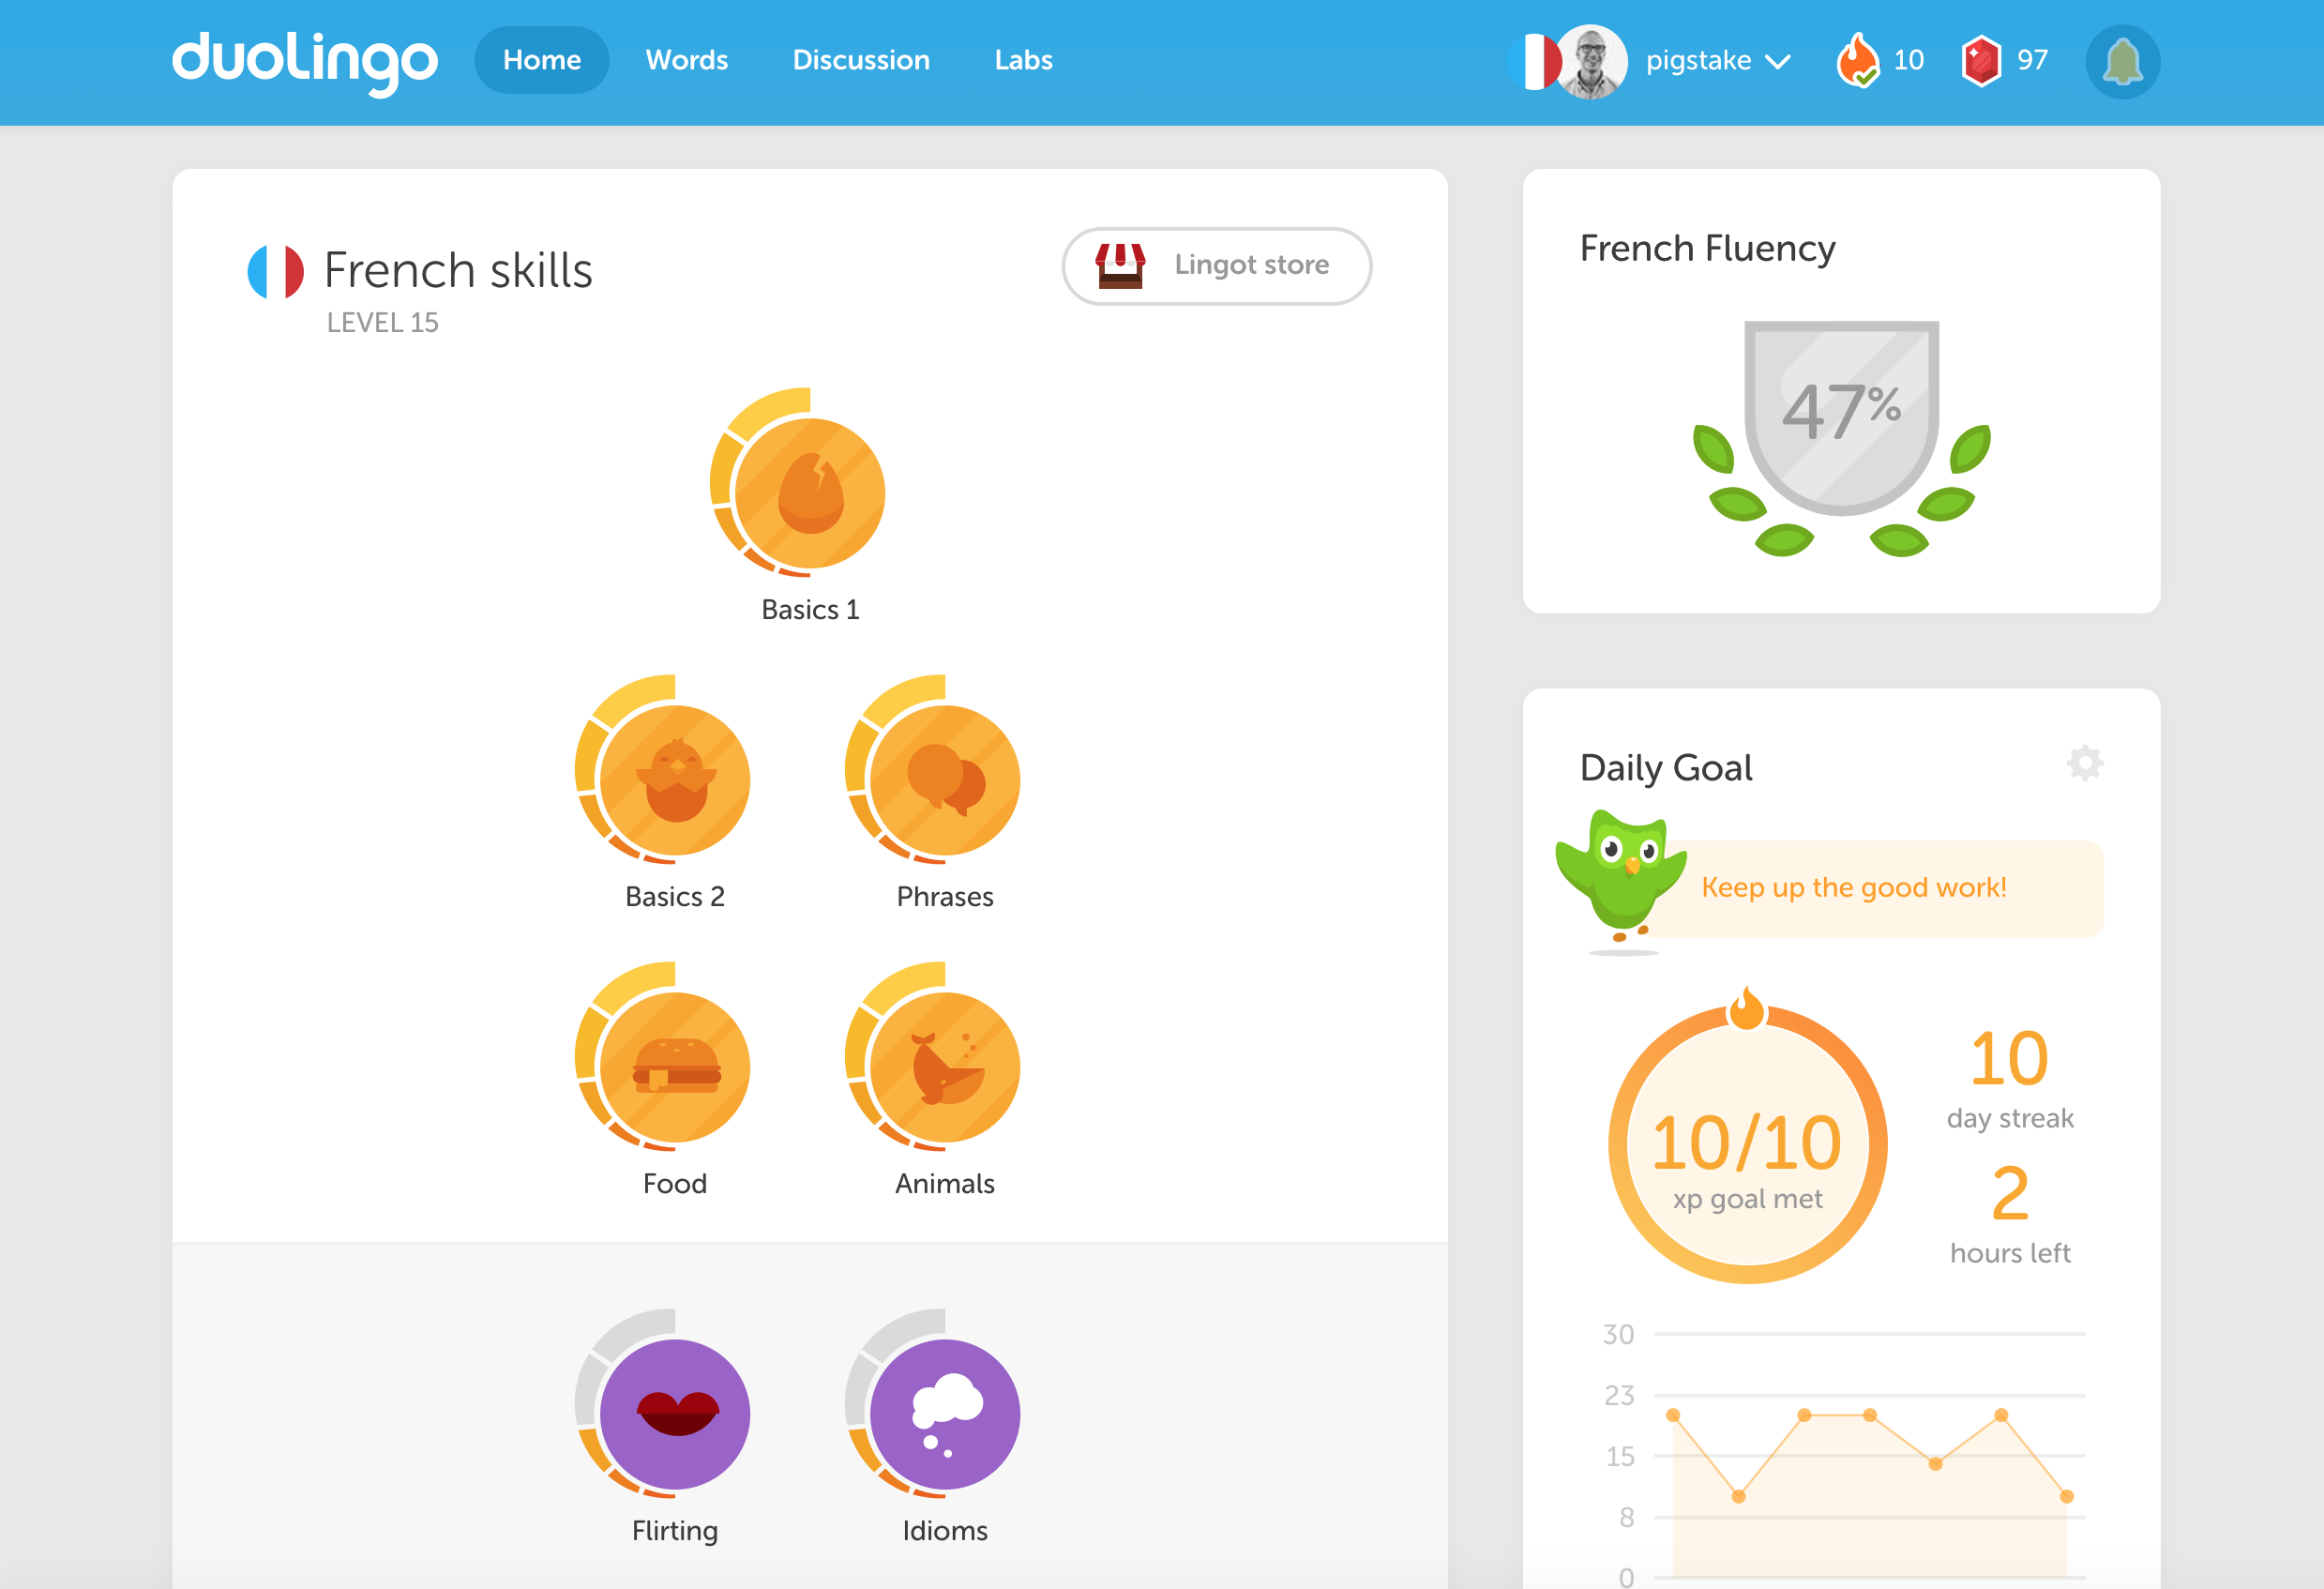 duolingo
Home
Words
Discussion
Labs
pigstake
10
97
French skills
LEVEL 15
Lingot store
Basics 1
Basics 2
Phrases
Food
Animals
Flirting
Idioms
French Fluency
47%
Daily Goal
Keep up the good work!
10/10
xp goal met
10
day streak
2
hours left
30
23
15
8
0